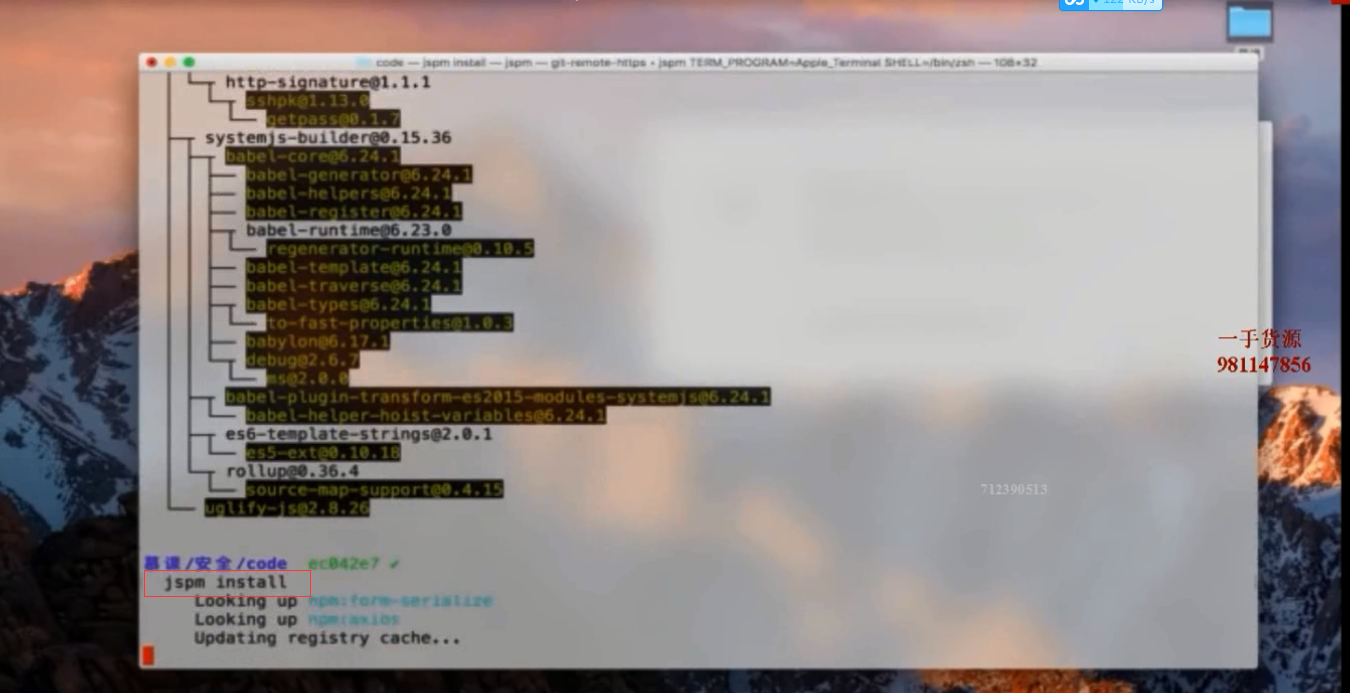 122 KB/s
code — jspm install — jspm — git-remote-https • jspm TERM_PROGRAM=Apple_Terminal SHELL=/bin/zsh — 108×32
http-signature@1.1.1
sshpk@1.13.0
getpass@0.1.7
systemjs-builder@0.15.36
babel-core@6.24.1
babel-generator@6.24.1
babel-helpers@6.24.1
babel-register@6.24.1
babel-runtime@6.23.0
regenerator-runtime@0.10.5
babel-template@6.24.1
babel-traverse@6.24.1
babel-types@6.24.1
to-fast-properties@1.0.3
babylon@6.17.1
debug@2.6.7
ms@2.0.0
babel-plugin-transform-es2015-modules-systemjs@6.24.1
babel-helper-hoist-variables@6.24.1
es6-template-strings@2.0.1
es5-ext@0.10.18
rollup@0.36.4
source-map-support@0.4.15
uglify-js@2.8.26
慕课/安全/code ec042e7 ✔
jspm install
Looking up npm:form-serialize
Looking up npm:axios
Updating registry cache...
一手货源
981147856
712390513